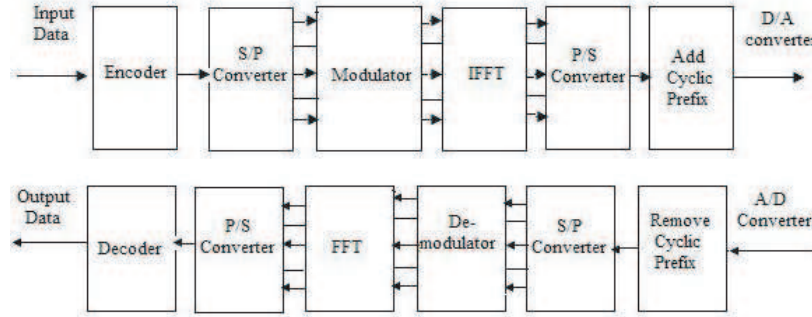 Input
Data
Encoder
S/P
Converter
Modulator
IFFT
P/S
Converter
Add
Cyclic
Prefix
D/A
converter
Output
Data
Decoder
P/S
Converter
FFT
De-
modulator
S/P
Converter
Remove
Cyclic
Prefix
A/D
Converter